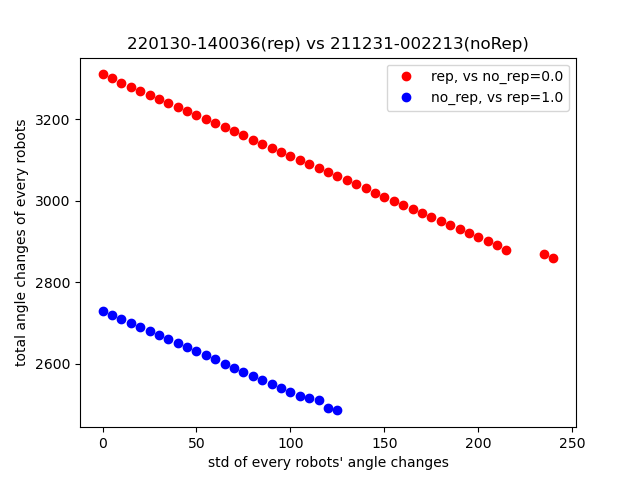 220130-140036(rep) vs 211231-002213(noRep)
rep, vs no_rep=0.0
no_rep, vs rep=1.0
total angle changes of every robots
3200
3000
2800
2600
0 50 100 150 200 250
std of every robots' angle changes